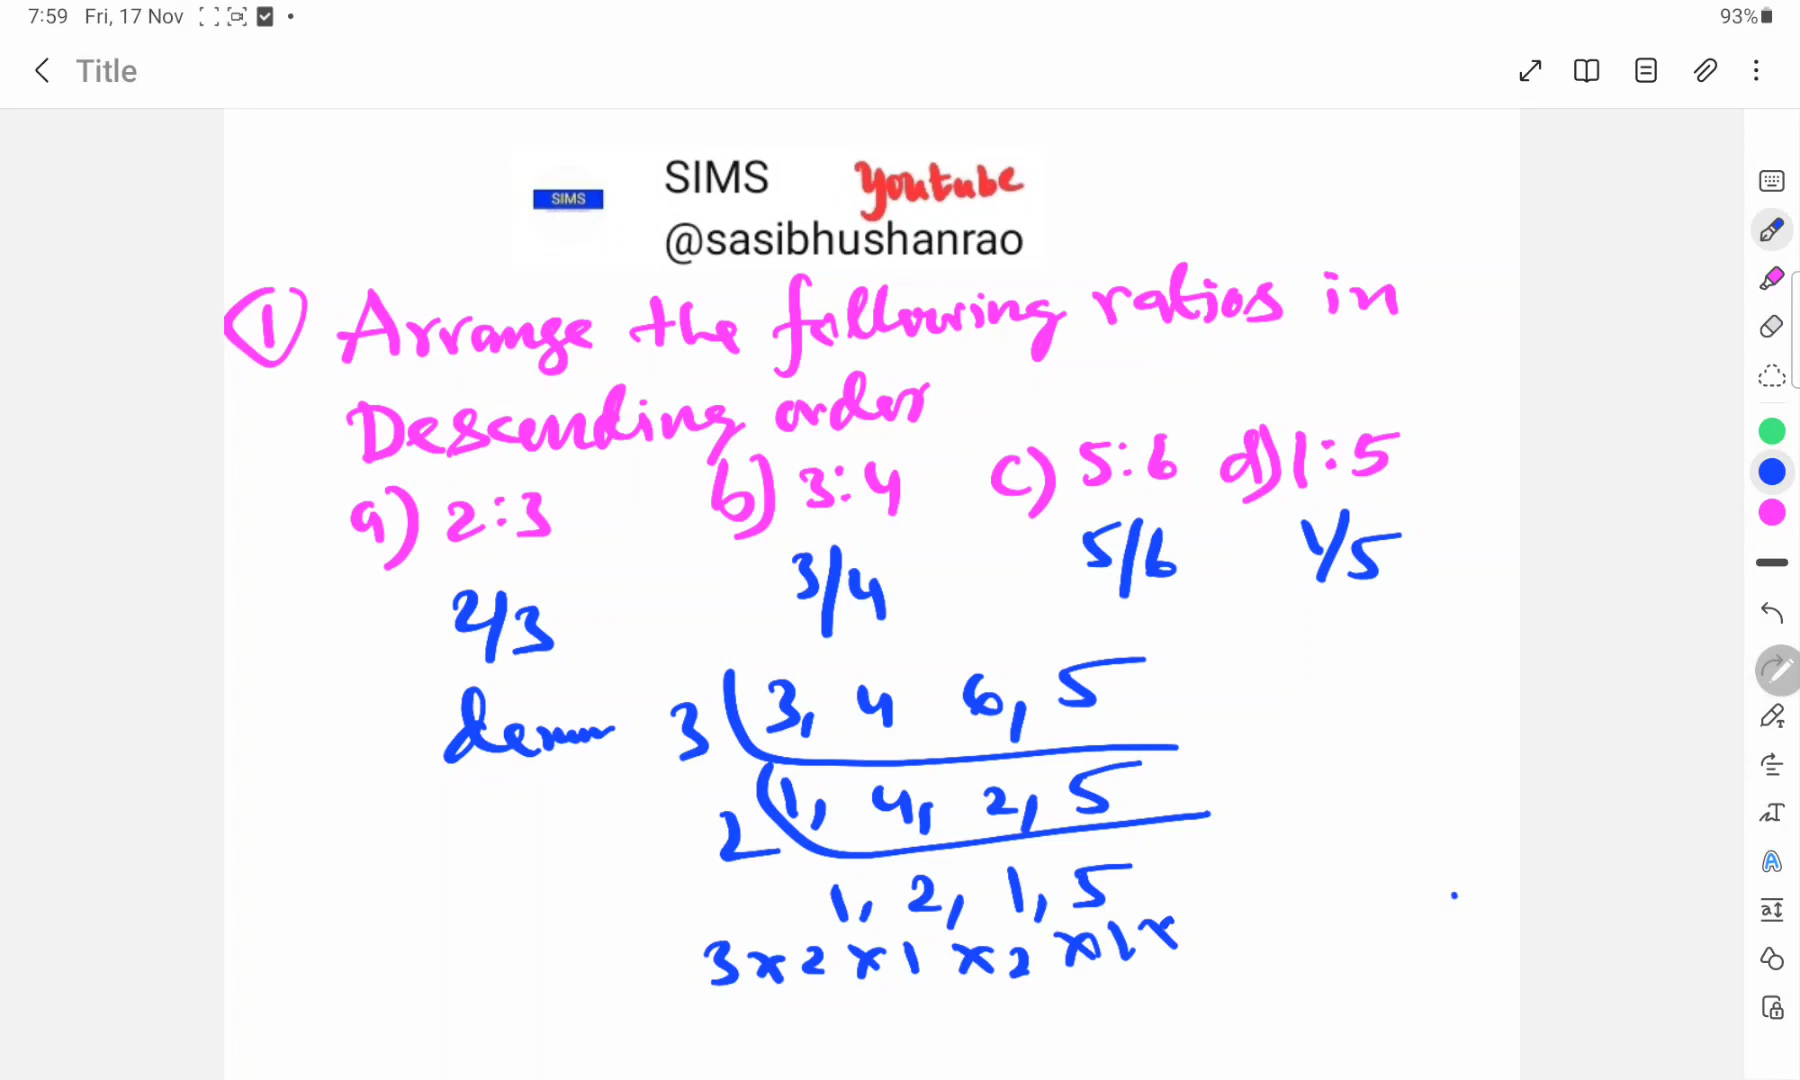 7:59 Fri, 17 Nov 93%
Title
SIMS SIMS Youtube
@sasibhushanrao
1 Arrange the following ratios in
Descending order
a) 2:3 b) 3:4 c) 5:6 d) 1:5
2/3 3/4 5/6 1/5
3 3, 4 6, 5
2 1, 4, 2, 5
1, 2, 1, 5
3 x 2 x 1 x 2 x 1 x